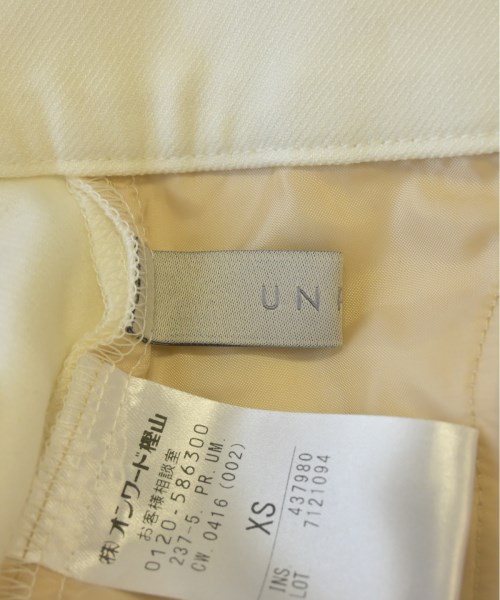 UN
(株)オンワード樫山
お客様相談室
0120-586300
237-5. PR.UM.
CW.0416 (002)
XS
437980
7121094
INS
LOT